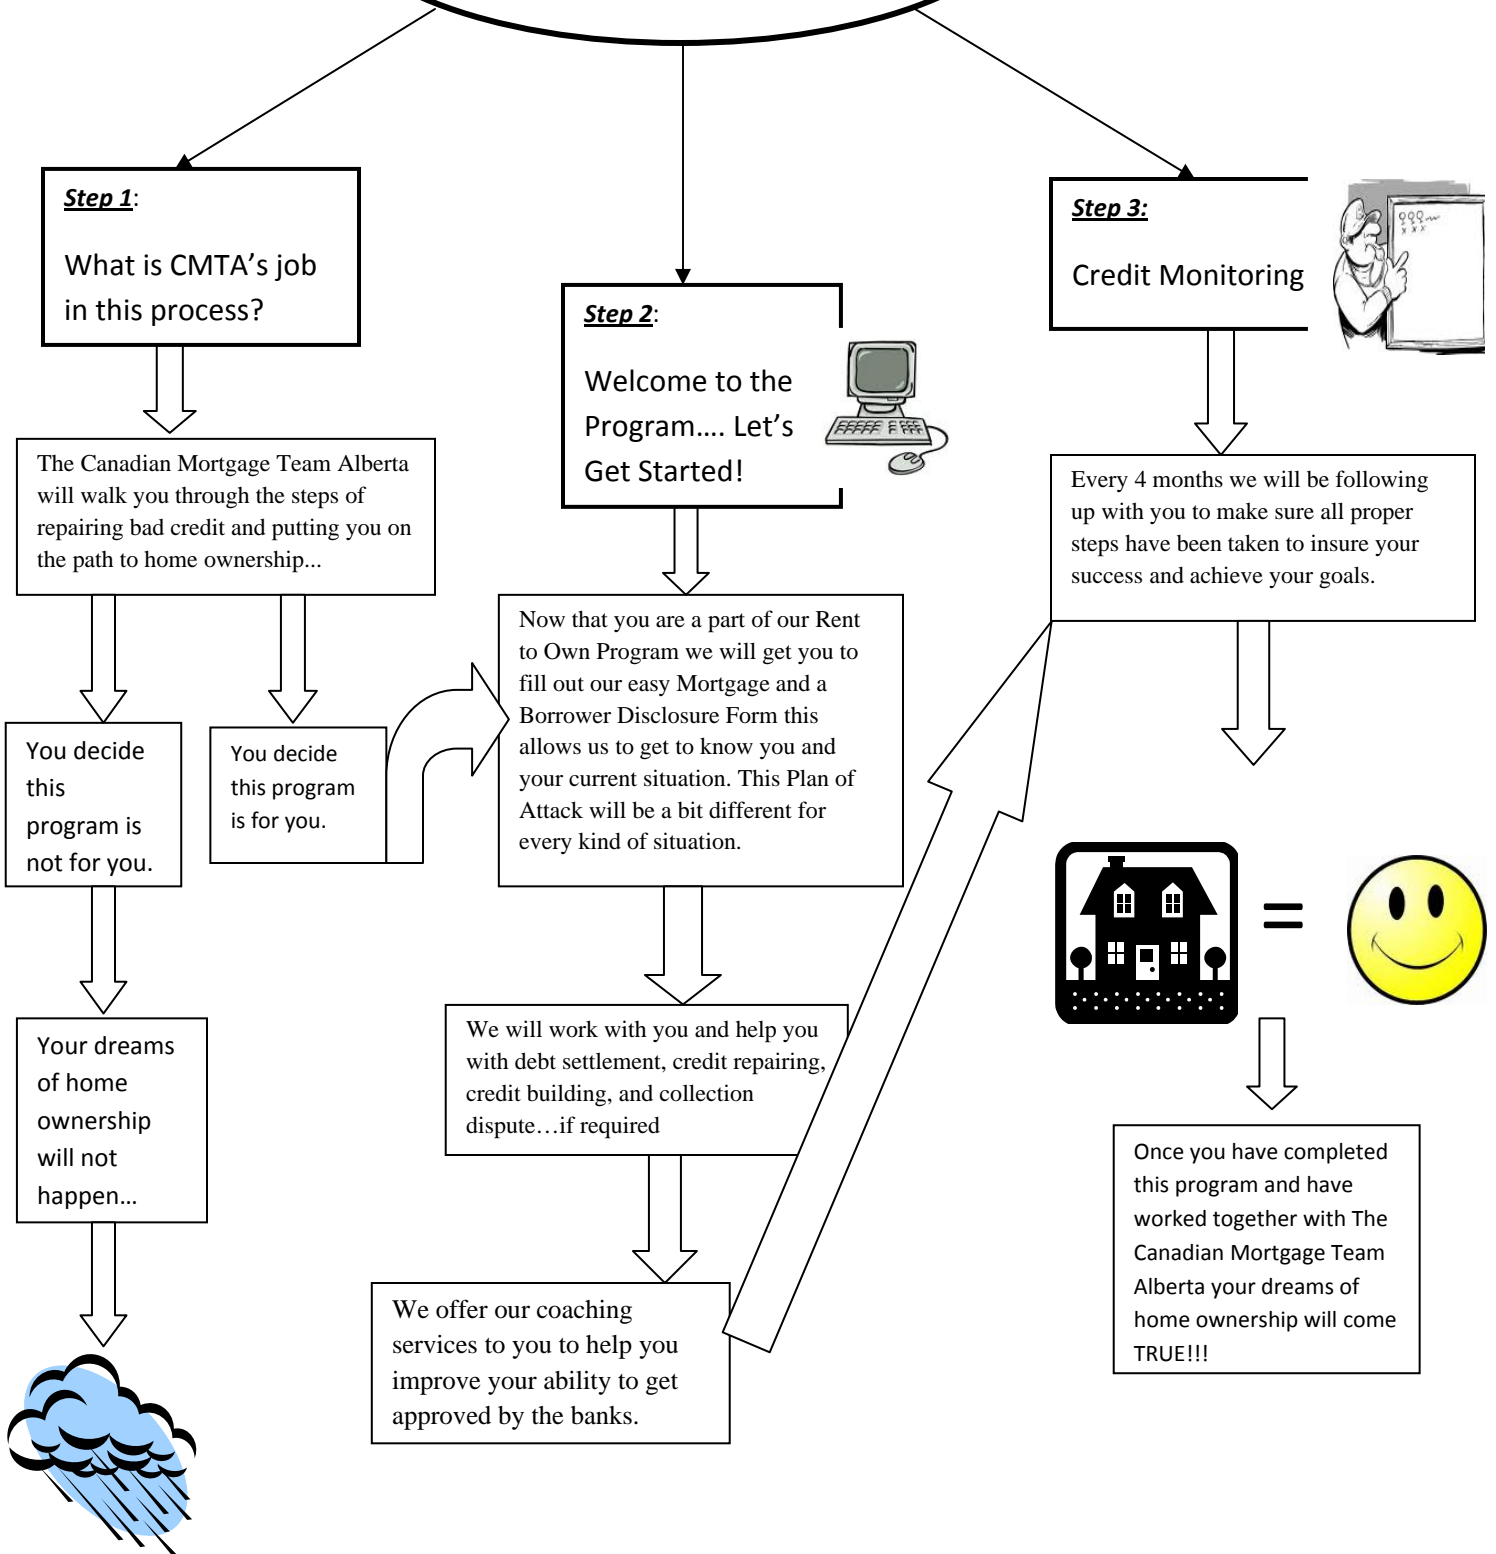 Step 1:
What is CMTA’s job
in this process?
The Canadian Mortgage Team Alberta
will walk you through the steps of
repairing bad credit and putting you on
the path to home ownership...
You decide
this
program is
not for you.
You decide
this program
is for you.
Your dreams
of home
ownership
will not
happen…
Step 2:
Welcome to the
Program…. Let’s
Get Started!
Now that you are a part of our Rent
to Own Program we will get you to
fill out our easy Mortgage and a
Borrower Disclosure Form this
allows us to get to know you and
your current situation. This Plan of
Attack will be a bit different for
every kind of situation.
We will work with you and help you
with debt settlement, credit repairing,
credit building, and collection
dispute…if required
We offer our coaching
services to you to help you
improve your ability to get
approved by the banks.
Step 3:
Credit Monitoring
Every 4 months we will be following
up with you to make sure all proper
steps have been taken to insure your
success and achieve your goals.
=
Once you have completed
this program and have
worked together with The
Canadian Mortgage Team
Alberta your dreams of
home ownership will come
TRUE!!!